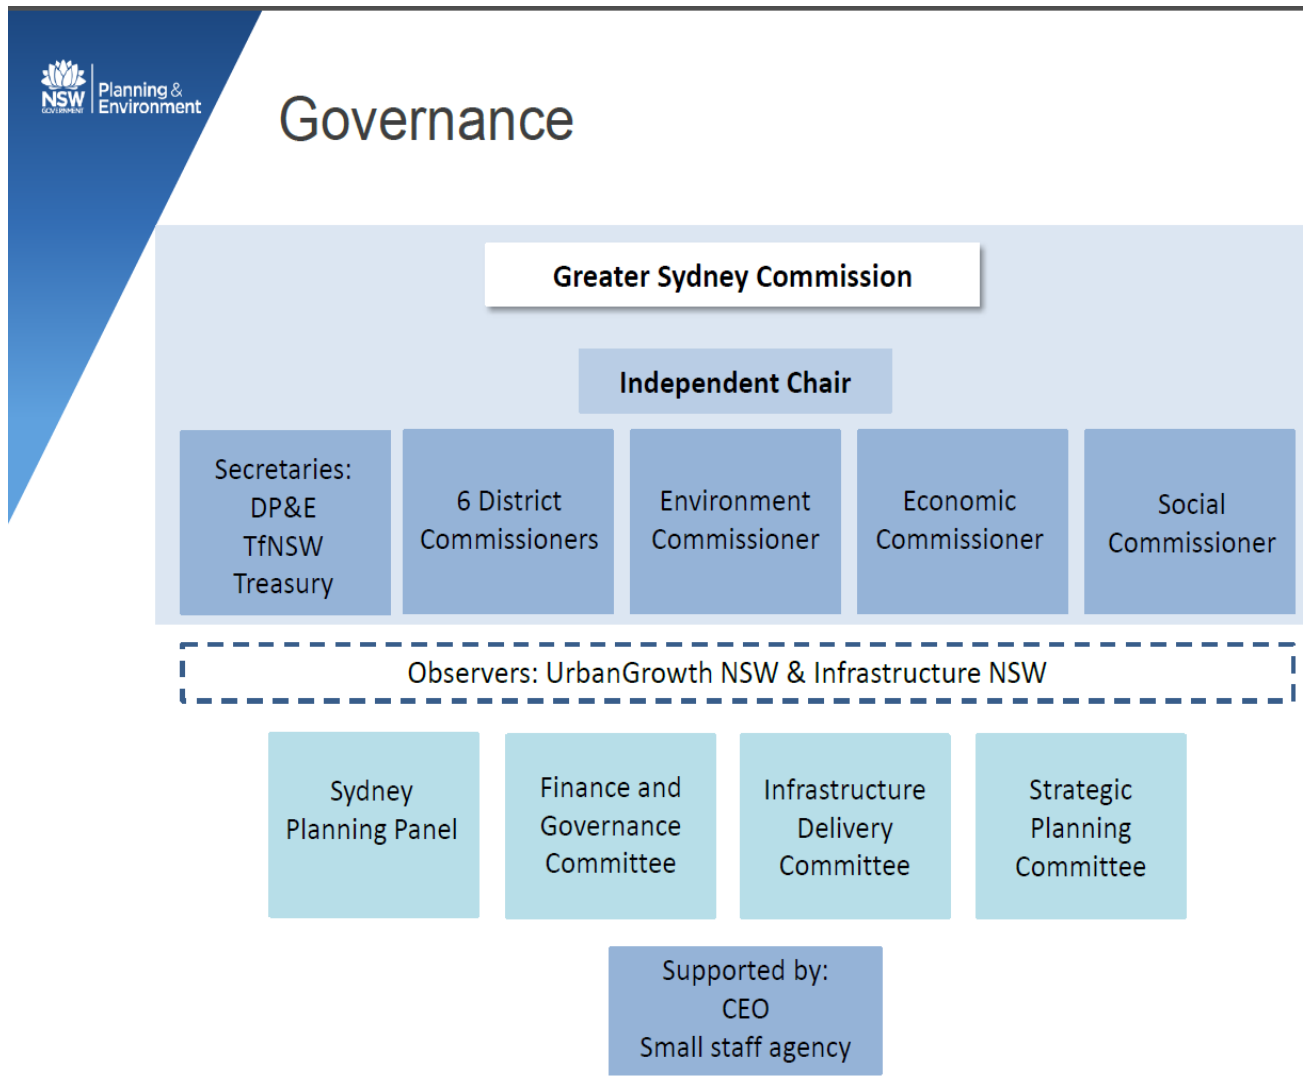 NSW
GOVERNMENT
Planning &
Environment
Governance
Greater Sydney Commission
Independent Chair
Secretaries:
DP&E
TfNSW
Treasury
6 District
Commissioners
Environment
Commissioner
Economic
Commissioner
Social
Commissioner
Observers: UrbanGrowth NSW & Infrastructure NSW
Sydney
Planning Panel
Finance and
Governance
Committee
Infrastructure
Delivery
Committee
Strategic
Planning
Committee
Supported by:
CEO
Small staff agency